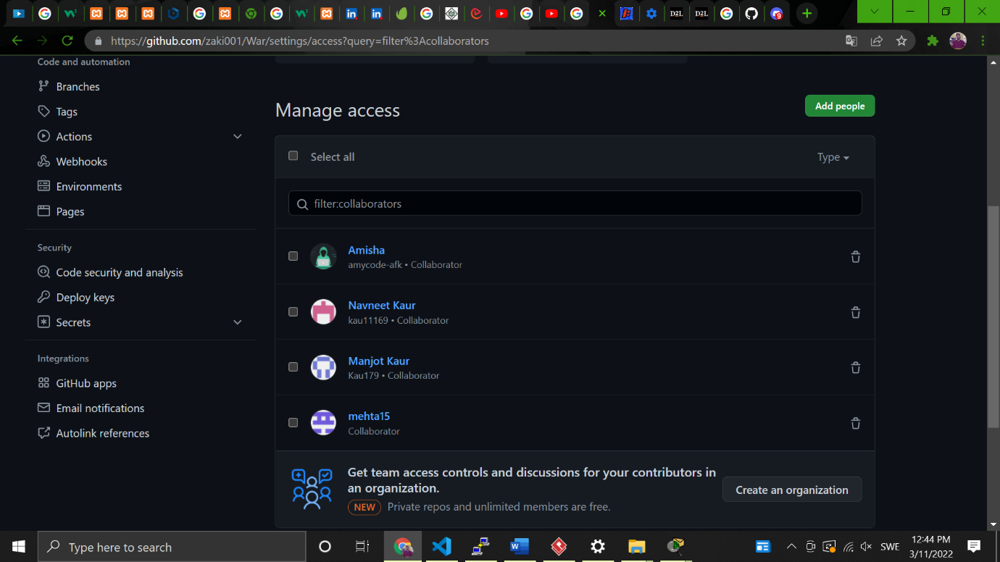 https://github.com/zaki001/War/settings/access?query=filter%3Acollaborators
Code and automation
Branches
Tags
Actions
Webhooks
Environments
Pages
Security
Code security and analysis
Deploy keys
Secrets
Integrations
GitHub apps
Email notifications
Autolink references
Manage access
Add people
Select all
Type
filter:collaborators
Amisha
amycode-afk • Collaborator
Navneet Kaur
kau11169 • Collaborator
Manjot Kaur
Kau179 • Collaborator
mehta15
Collaborator
Get team access controls and discussions for your contributors in
an organization.
NEW Private repos and unlimited members are free.
Create an organization
Type here to search
SWE
12:44 PM
3/11/2022